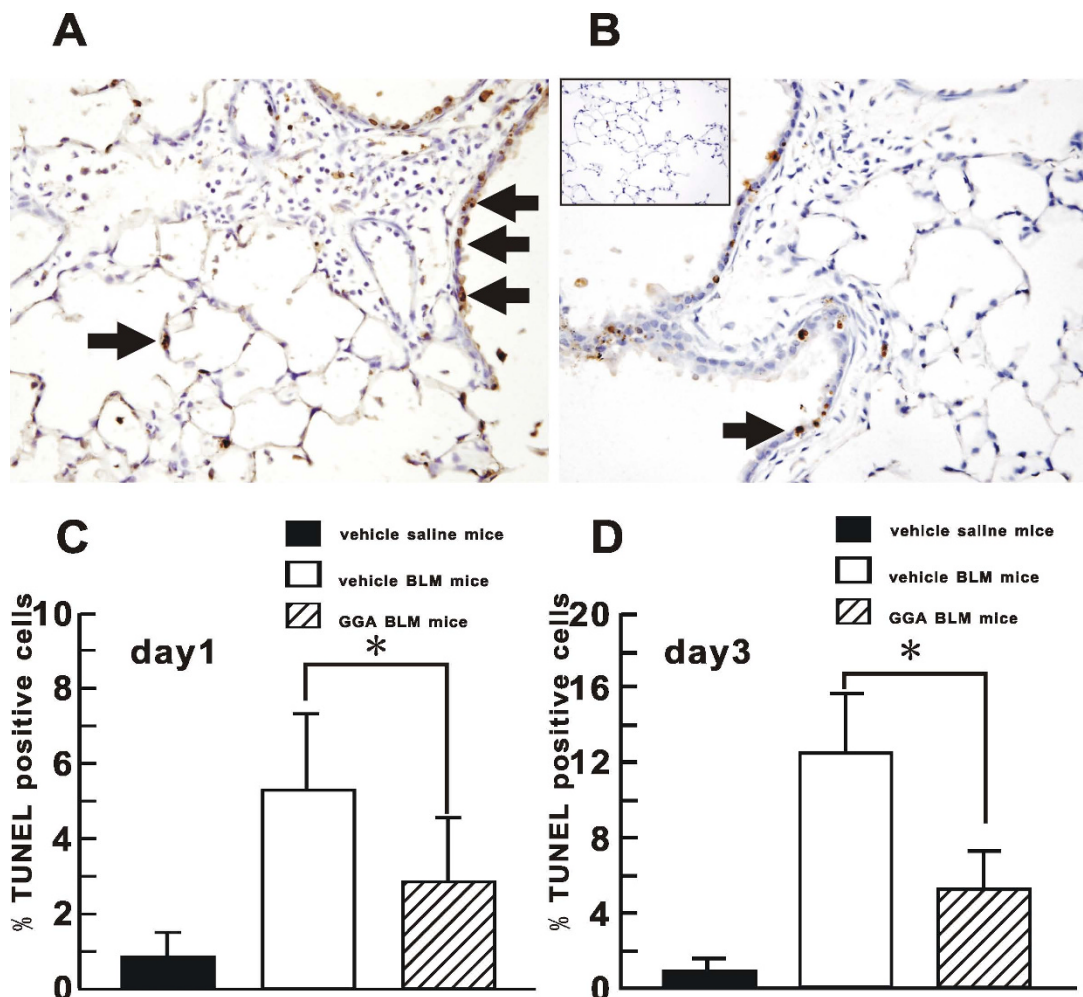 A
B
C
vehicle saline mice
vehicle BLM mice
GGA BLM mice
% TUNEL positive cells
10
8
6
4
2
0
day1
*
D
vehicle saline mice
vehicle BLM mice
GGA BLM mice
% TUNEL positive cells
20
16
12
8
4
0
day3
*